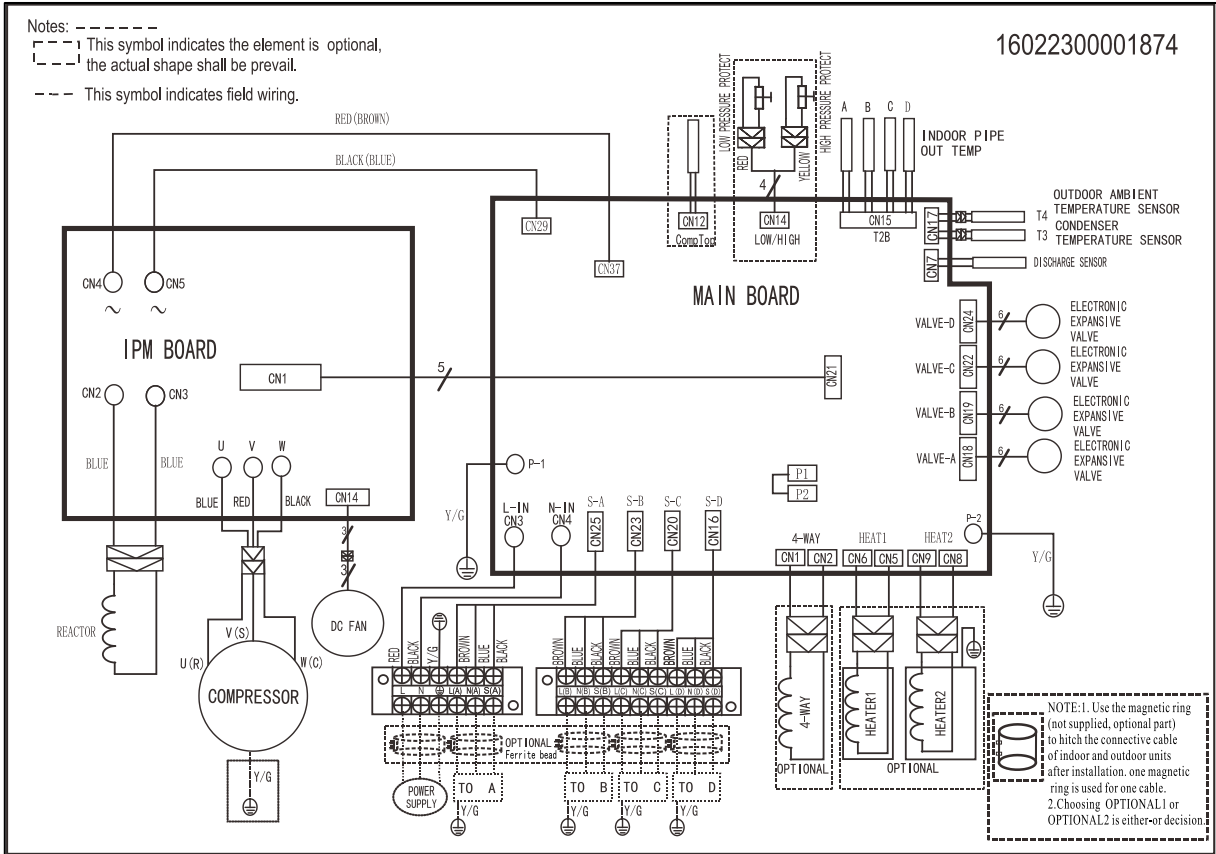 Notes:
This symbol indicates the element is optional,
the actual shape shall be prevail.
This symbol indicates field wiring.
16022300001874
RED(BROWN)
BLACK(BLUE)
LOW PRESSURE PROTECT
HIGH PRESSURE PROTECT
RED
YELLOW
4
A B C D
INDOOR PIPE
OUT TEMP
CN12
CompTop
CN14
LOW/HIGH
CN15
T2B
CN17
T4
OUTDOOR AMBIENT
TEMPERATURE SENSOR
T3
CONDENSER
TEMPERATURE SENSOR
CN7
DISCHARGE SENSOR
CN29
CN37
MAIN BOARD
CN4
CN5
~ ~
IPM BOARD
CN2
CN3
CN1
5
CN21
VALVE-D
CN24
6
ELECTRONIC
EXPANSIVE
VALVE
VALVE-C
CN22
6
ELECTRONIC
EXPANSIVE
VALVE
VALVE-B
CN19
6
ELECTRONIC
EXPANSIVE
VALVE
VALVE-A
CN18
6
ELECTRONIC
EXPANSIVE
VALVE
BLUE
BLUE
U V W
BLUE
RED
BLACK
CN14
3
3
DC FAN
REACTOR
V(S)
U(R)
W(C)
COMPRESSOR
Y/G
P-1
Y/G
P1
P2
L-IN
CN3
N-IN
CN4
S-A
CN25
S-B
CN23
S-C
CN20
S-D
CN16
4-WAY
CN1
CN2
HEAT1
CN6
CN5
HEAT2
CN9
CN8
P-2
Y/G
RED
BLACK
Y/G
BROWN
BLUE
BLACK
L N L(A) N(A) S(A)
BROWN
BLUE
BLACK
BROWN
BLUE
BLACK
BROWN
BLUE
BLACK
L(B) N(B) S(B) L(C) N(C) S(C) L(D) N(D) S(D)
OPTIONAL
Ferrite bead
POWER
SUPPLY
TO A
Y/G
TO B
Y/G
TO C
Y/G
TO D
Y/G
4-WAY
OPTIONAL
HEATER1
HEATER2
OPTIONAL
NOTE:1. Use the magnetic ring
(not supplied, optional part)
to hitch the connective cable
of indoor and outdoor units
after installation. one magnetic
ring is used for one cable.
2.Choosing OPTIONAL1 or
OPTIONAL2 is either-or decision.